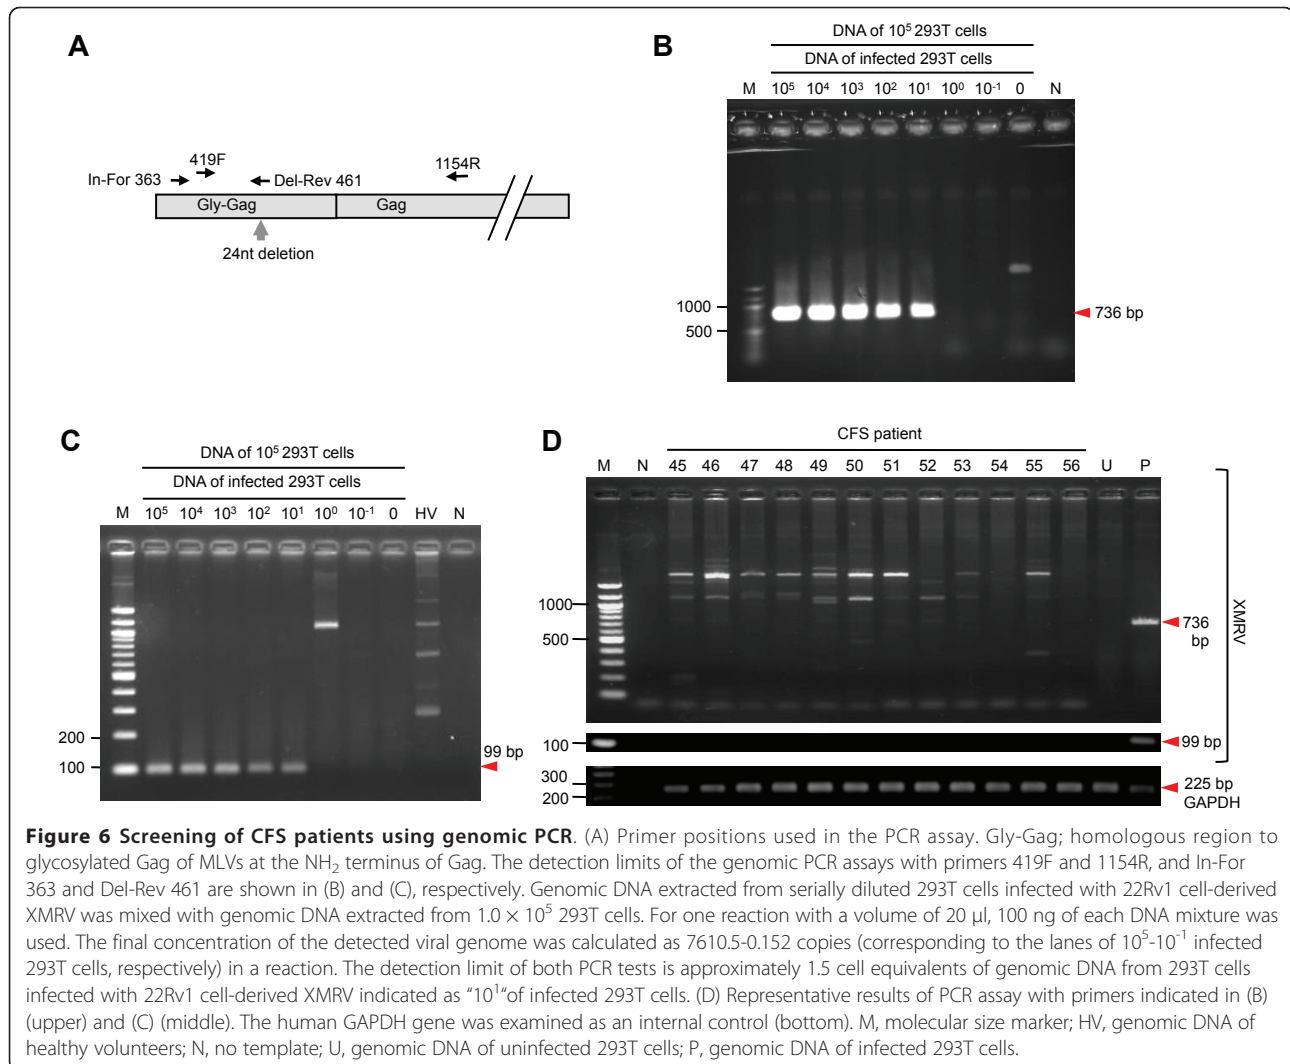 A
In-For 363
419F
Del-Rev 461
1154R
Gly-Gag
Gag
24nt deletion
B
DNA of 10⁵ 293T cells
DNA of infected 293T cells
M 10⁵ 10⁴ 10³ 10² 10¹ 10⁰ 10⁻¹ 0 N
1000
500
736 bp
C
DNA of 10⁵ 293T cells
DNA of infected 293T cells
M 10⁵ 10⁴ 10³ 10² 10¹ 10⁰ 10⁻¹ 0 HV N
200
100
99 bp
D
CFS patient
M N 45 46 47 48 49 50 51 52 53 54 55 56 U P
1000
500
736
bp
XMRV
100
99 bp
300
200
225 bp
GAPDH
Figure 6 Screening of CFS patients using genomic PCR. (A) Primer positions used in the PCR assay. Gly-Gag; homologous region to
glycosylated Gag of MLVs at the NH₂ terminus of Gag. The detection limits of the genomic PCR assays with primers 419F and 1154R, and In-For
363 and Del-Rev 461 are shown in (B) and (C), respectively. Genomic DNA extracted from serially diluted 293T cells infected with 22Rv1 cell-derived
XMRV was mixed with genomic DNA extracted from 1.0 × 10⁵ 293T cells. For one reaction with a volume of 20 μl, 100 ng of each DNA mixture was
used. The final concentration of the detected viral genome was calculated as 7610.5-0.152 copies (corresponding to the lanes of 10⁵-10⁻¹ infected
293T cells, respectively) in a reaction. The detection limit of both PCR tests is approximately 1.5 cell equivalents of genomic DNA from 293T cells
infected with 22Rv1 cell-derived XMRV indicated as “10¹“of infected 293T cells. (D) Representative results of PCR assay with primers indicated in (B)
(upper) and (C) (middle). The human GAPDH gene was examined as an internal control (bottom). M, molecular size marker; HV, genomic DNA of
healthy volunteers; N, no template; U, genomic DNA of uninfected 293T cells; P, genomic DNA of infected 293T cells.